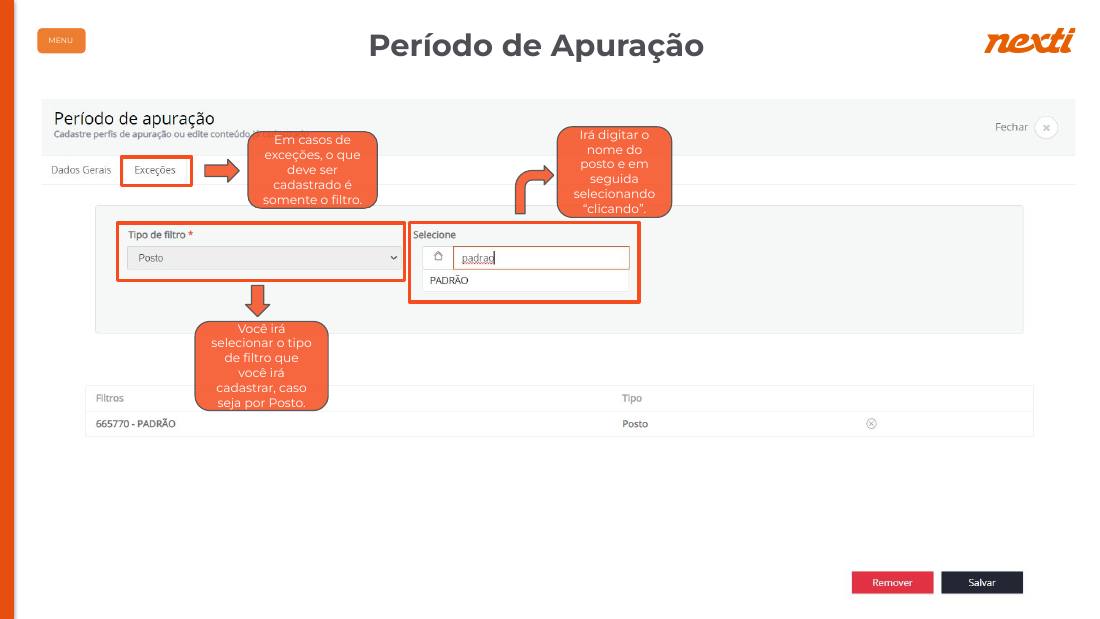 MENU
Período de Apuração
nexti
Período de apuração
Cadastre perfis de apuração ou edite conteúdo
Fechar
Dados Gerais
Exceções
Em casos de
exceções, o que
deve ser
cadastrado é
somente o filtro.
Irá digitar o
nome do
posto e em
seguida
selecionando
“clicando”.
Tipo de filtro *
Posto
Selecione
padrao
PADRÃO
Você irá
selecionar o tipo
de filtro que
você irá
cadastrar, caso
seja por Posto.
Filtros
Tipo
665770 - PADRÃO
Posto
Remover
Salvar